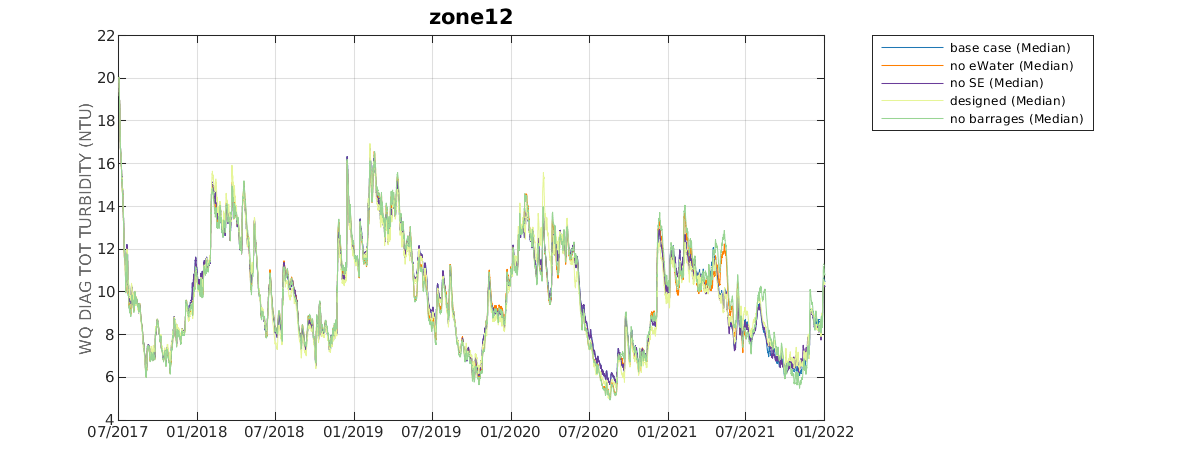 zone12
WQ DIAG TOT TURBIDITY (NTU)
22
20
18
16
14
12
10
8
6
4
07/2017 01/2018 07/2018 01/2019 07/2019 01/2020 07/2020 01/2021 07/2021 01/2022
base case (Median)
no eWater (Median)
no SE (Median)
designed (Median)
no barrages (Median)